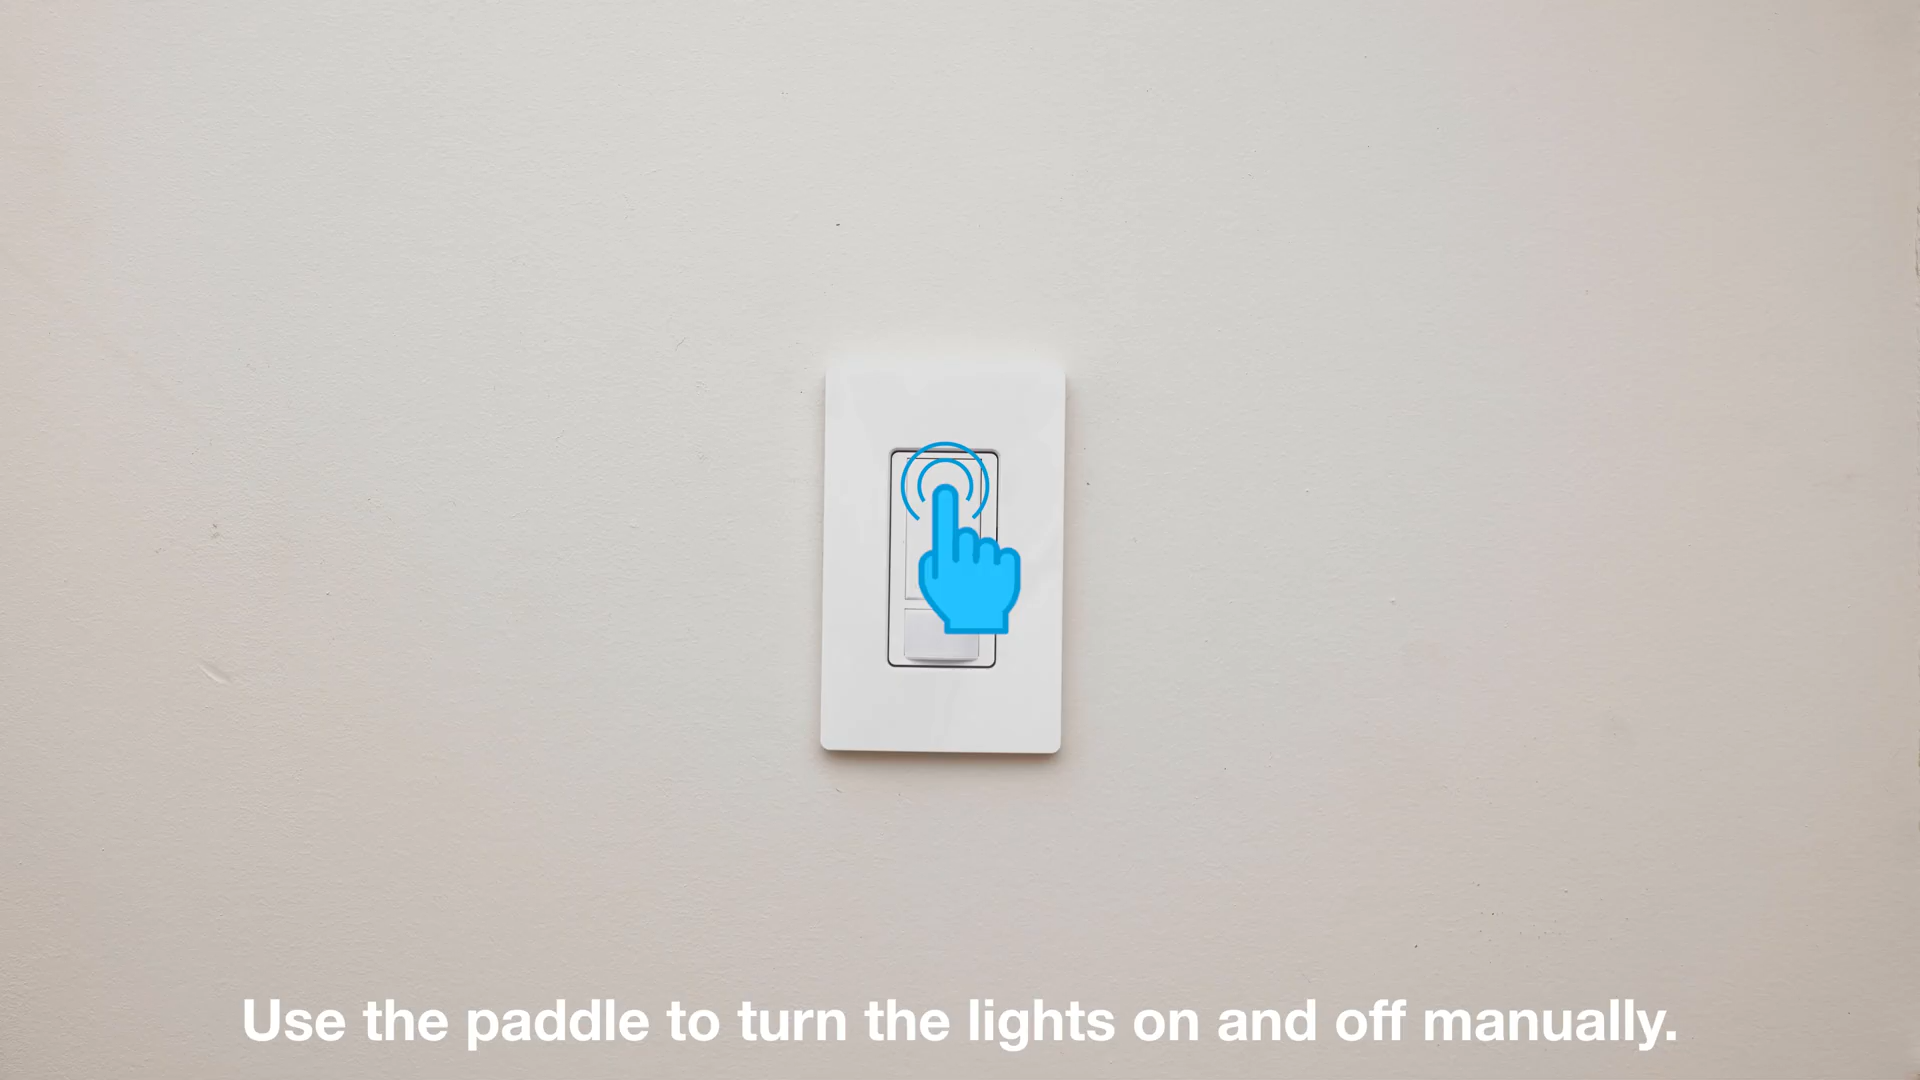 Use the paddle to turn the lights on and off manually.